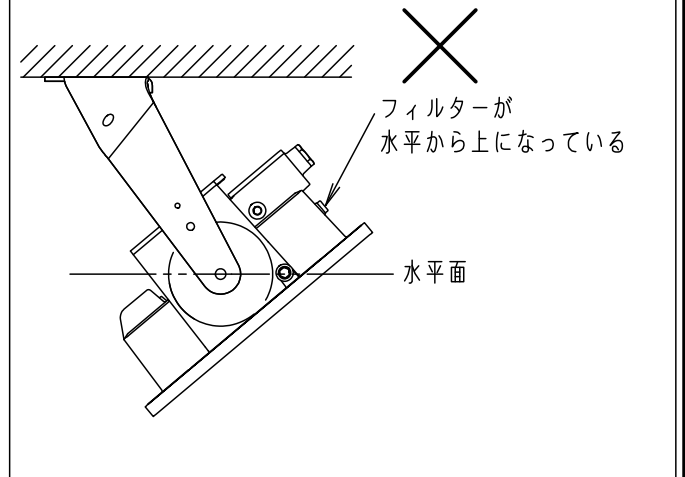 フィルターが
水平から上になっている
水平面